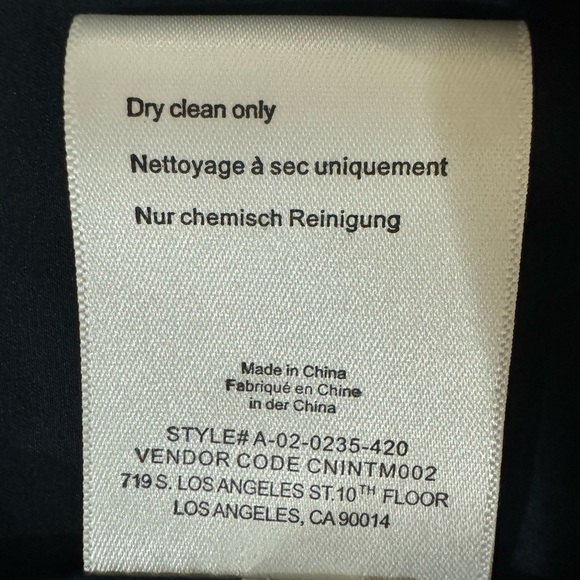 Dry clean only
Nettoyage à sec uniquement
Nur chemisch Reinigung
Made in China
Fabriqué en Chine
in der China
STYLE# A-02-0235-420
VENDOR CODE CNINTM002
719 S. LOS ANGELES ST.10TH FLOOR
LOS ANGELES, CA 90014